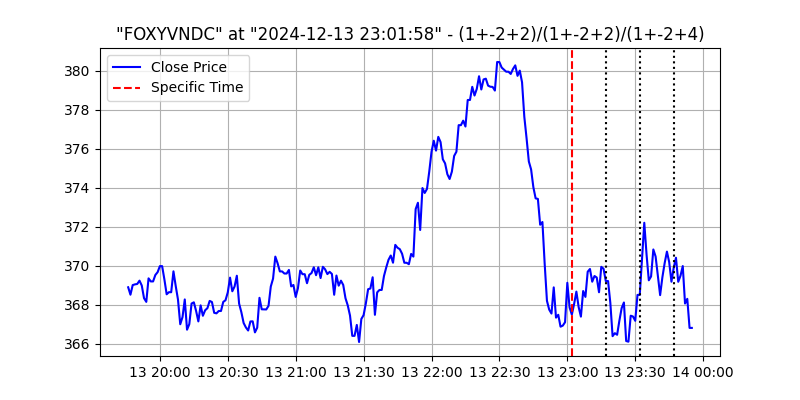 "FOXYVNDC" at "2024-12-13 23:01:58" - (1+-2+2)/(1+-2+2)/(1+-2+4)
Close Price
Specific Time
380
378
376
374
372
370
368
366
13 20:00 13 20:30 13 21:00 13 21:30 13 22:00 13 22:30 13 23:00 13 23:30 14 00:00